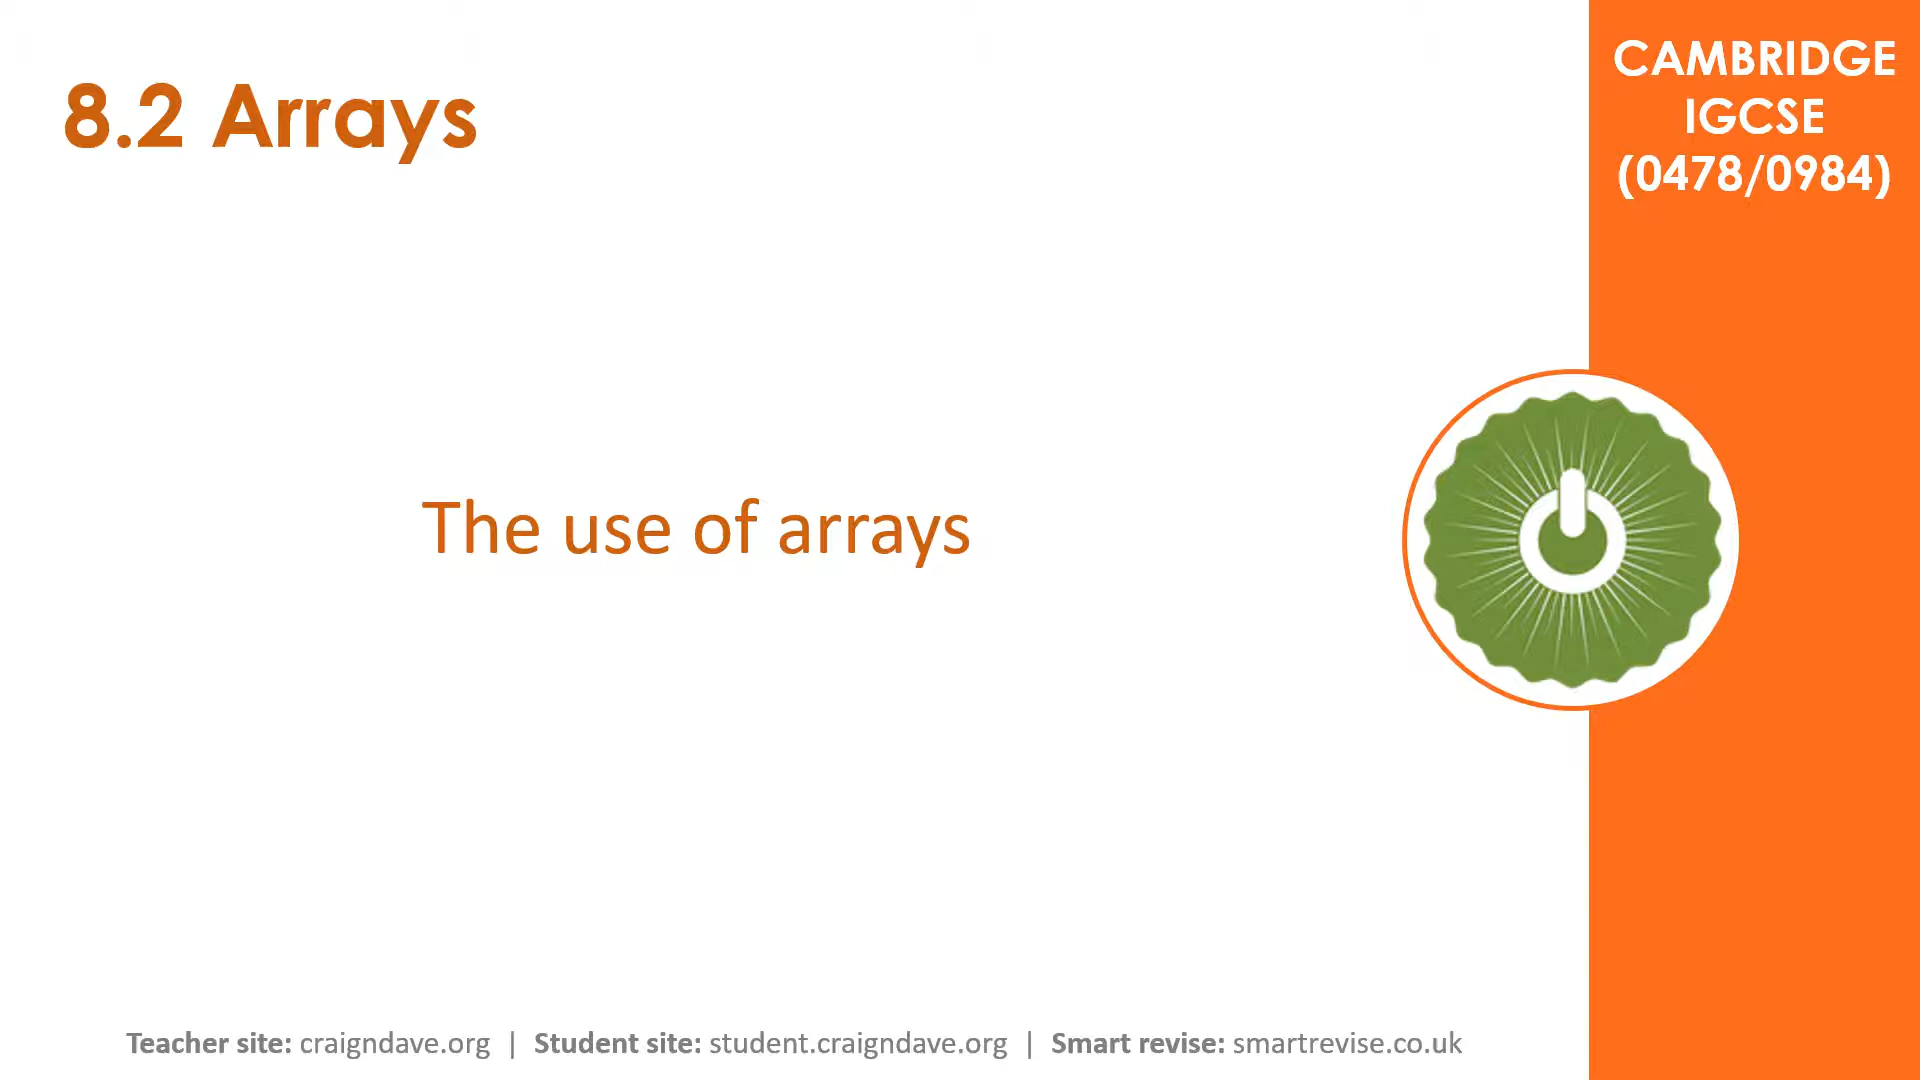 8.2 Arrays
CAMBRIDGE
IGCSE
(0478/0984)
The use of arrays
Teacher site: craigndave.org | Student site: student.craigndave.org | Smart revise: smartrevise.co.uk